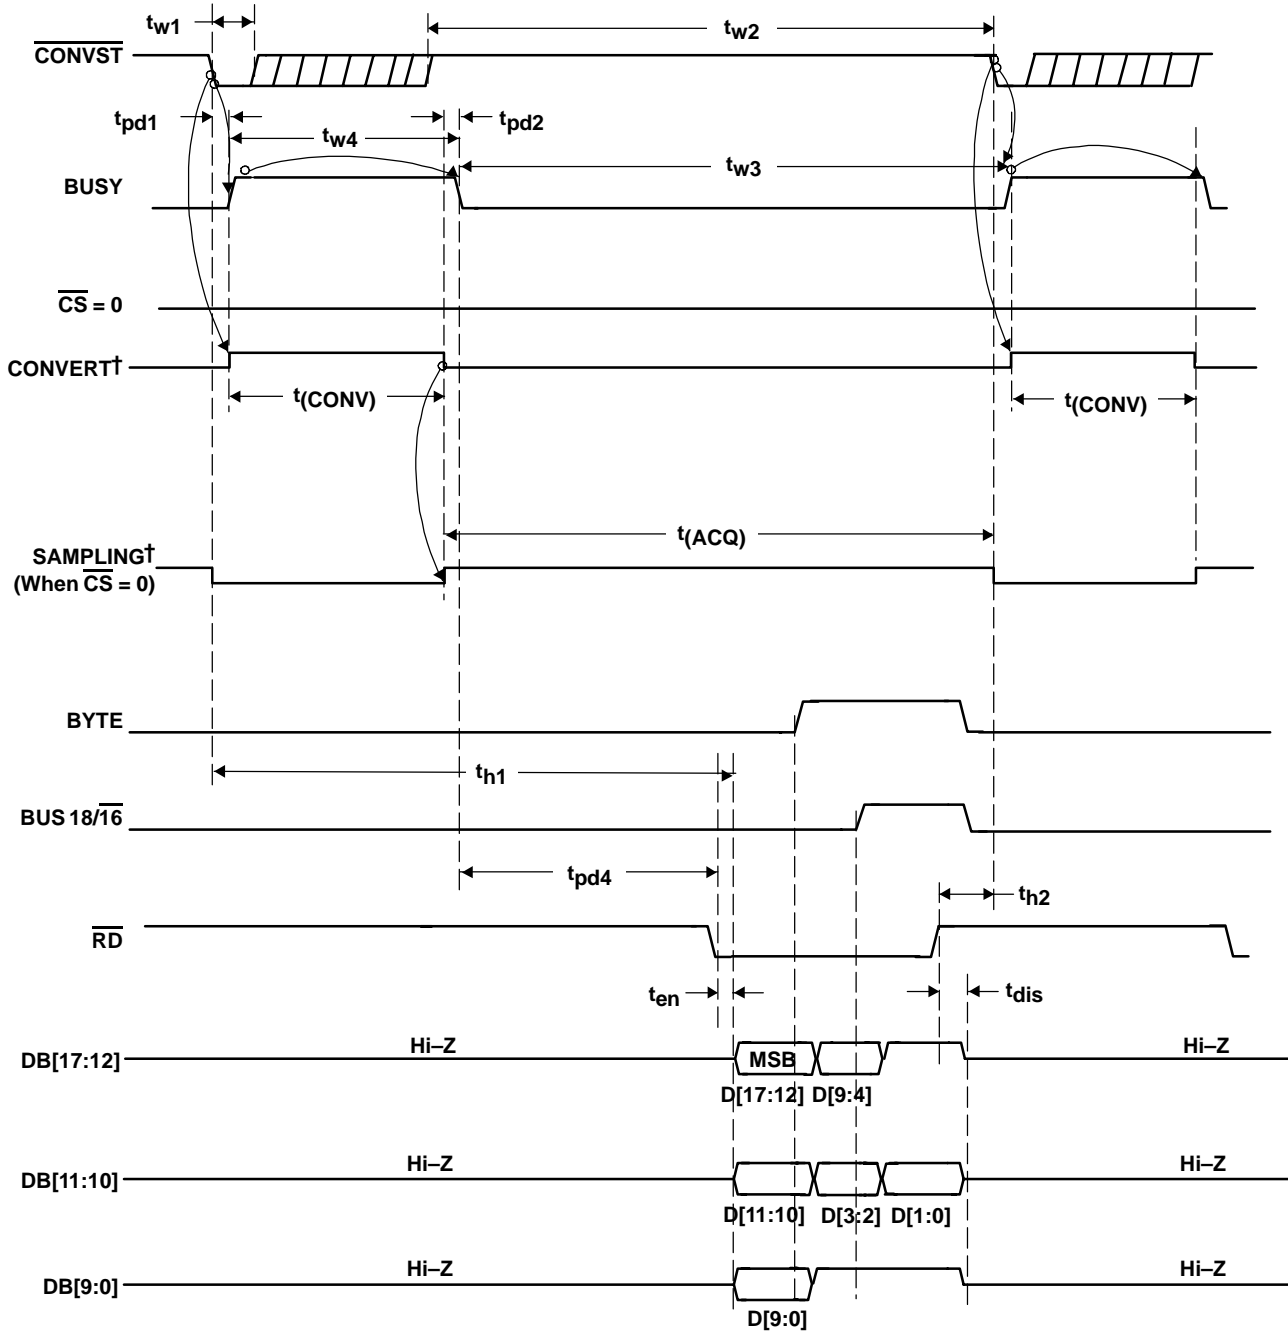 tw1
tw2
CONVST
tpd1
tw4
tpd2
tw3
BUSY
CS = 0
CONVERT†
t(CONV)
t(CONV)
t(ACQ)
SAMPLING†
(When CS = 0)
BYTE
th1
BUS 18/16
tpd4
th2
RD
ten
tdis
Hi–Z
Hi–Z
DB[17:12]
MSB
D[17:12] D[9:4]
Hi–Z
Hi–Z
DB[11:10]
D[11:10] D[3:2] D[1:0]
Hi–Z
Hi–Z
DB[9:0]
D[9:0]